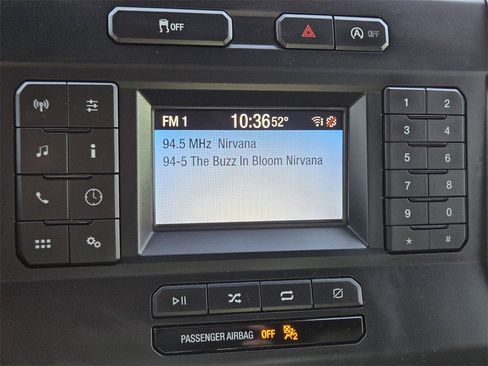 OFF
A OFF
FM 1 10:36 52°
94.5 MHz Nirvana
94-5 The Buzz In Bloom Nirvana
i
1 2
3 4
5 6
7 8
9 0
* #
PASSENGER AIRBAG OFF 2